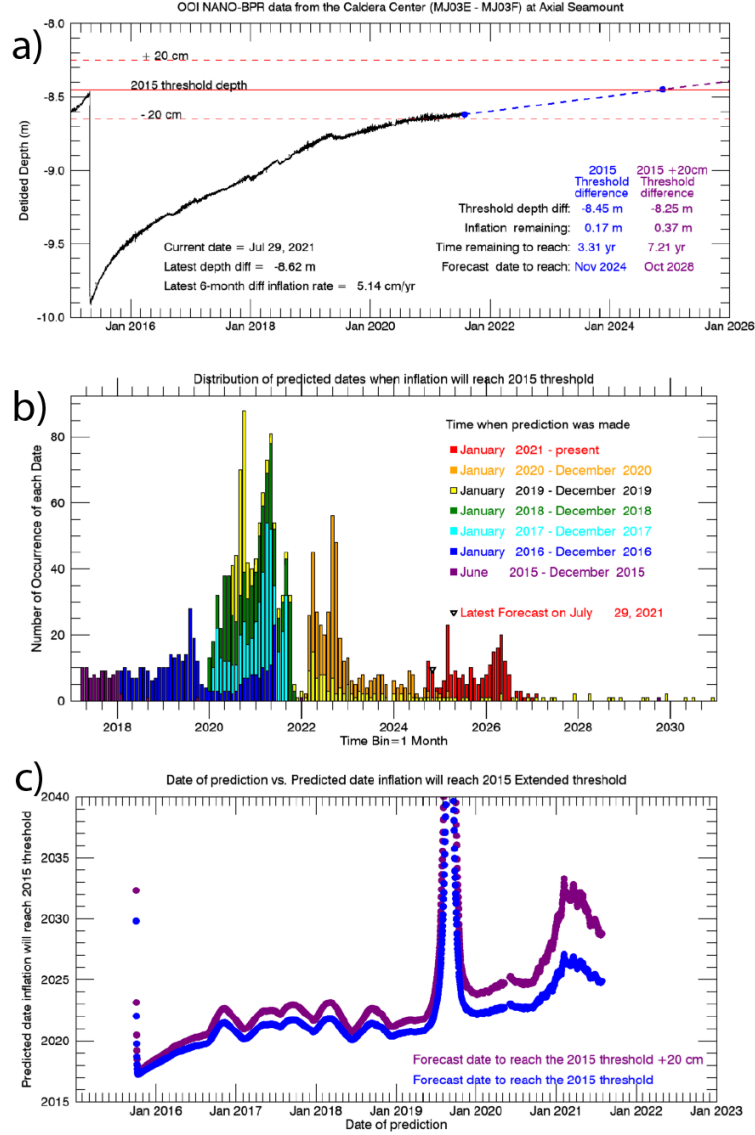 OOI NANO-BPR data from the Caldera Center (MJ03E - MJ03F) at Axial Seamount
a)
-8.0
-8.5
-9.0
-9.5
-10.0
Detided Depth (m)
+ 20 cm
2015 threshold depth
- 20 cm
2015 Threshold difference
2015 +20cm Threshold difference
Threshold depth diff: -8.45 m -8.25 m
Inflation remaining: 0.17 m 0.37 m
Time remaining to reach: 3.31 yr 7.21 yr
Forecast date to reach: Nov 2024 Oct 2028
Current date = Jul 29, 2021
Latest depth diff = -8.62 m
Latest 6-month diff inflation rate = 5.14 cm/yr
Jan 2016 Jan 2018 Jan 2020 Jan 2022 Jan 2024 Jan 2026
b)
Distribution of predicted dates when inflation will reach 2015 threshold
80
60
40
20
0
Number of Occurrence of each Date
Time when prediction was made
January 2021 - present
January 2020 - December 2020
January 2019 - December 2019
January 2018 - December 2018
January 2017 - December 2017
January 2016 - December 2016
June 2015 - December 2015
Latest Forecast on July 29, 2021
2018 2020 2022 2024 2026 2028 2030
Time Bin=1 Month
c)
Date of prediction vs. Predicted date inflation will reach 2015 Extended threshold
2040
2035
2030
2025
2020
2015
Predicted date inflation will reach 2015 threshold
Forecast date to reach the 2015 threshold +20 cm
Forecast date to reach the 2015 threshold
Jan 2016 Jan 2017 Jan 2018 Jan 2019 Jan 2020 Jan 2021 Jan 2022 Jan 2023
Date of prediction